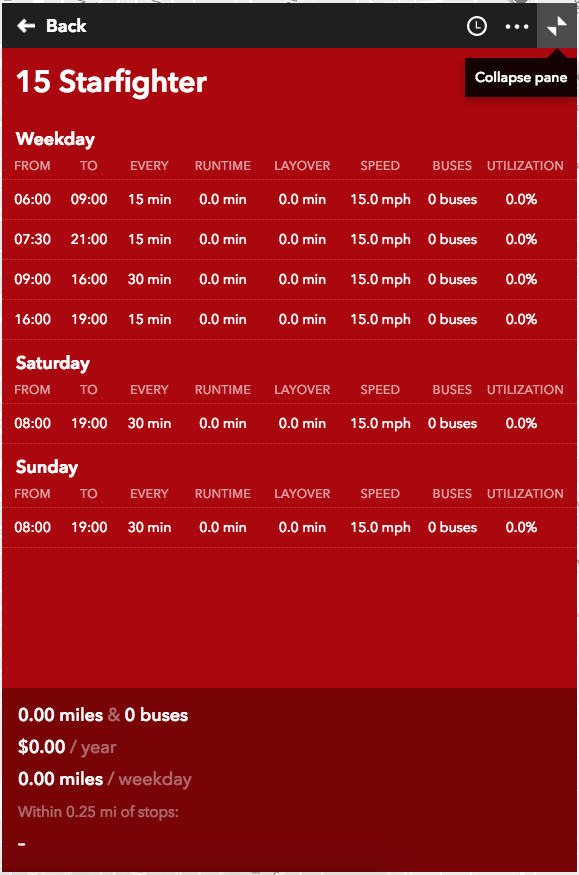 Back
Collapse pane
15 Starfighter
Weekday
FROM TO EVERY RUNTIME LAYOVER SPEED BUSES UTILIZATION
06:00 09:00 15 min 0.0 min 0.0 min 15.0 mph 0 buses 0.0%
07:30 21:00 15 min 0.0 min 0.0 min 15.0 mph 0 buses 0.0%
09:00 16:00 30 min 0.0 min 0.0 min 15.0 mph 0 buses 0.0%
16:00 19:00 15 min 0.0 min 0.0 min 15.0 mph 0 buses 0.0%
Saturday
FROM TO EVERY RUNTIME LAYOVER SPEED BUSES UTILIZATION
08:00 19:00 30 min 0.0 min 0.0 min 15.0 mph 0 buses 0.0%
Sunday
FROM TO EVERY RUNTIME LAYOVER SPEED BUSES UTILIZATION
08:00 19:00 30 min 0.0 min 0.0 min 15.0 mph 0 buses 0.0%
0.00 miles & 0 buses
$0.00 / year
0.00 miles / weekday
Within 0.25 mi of stops:
–